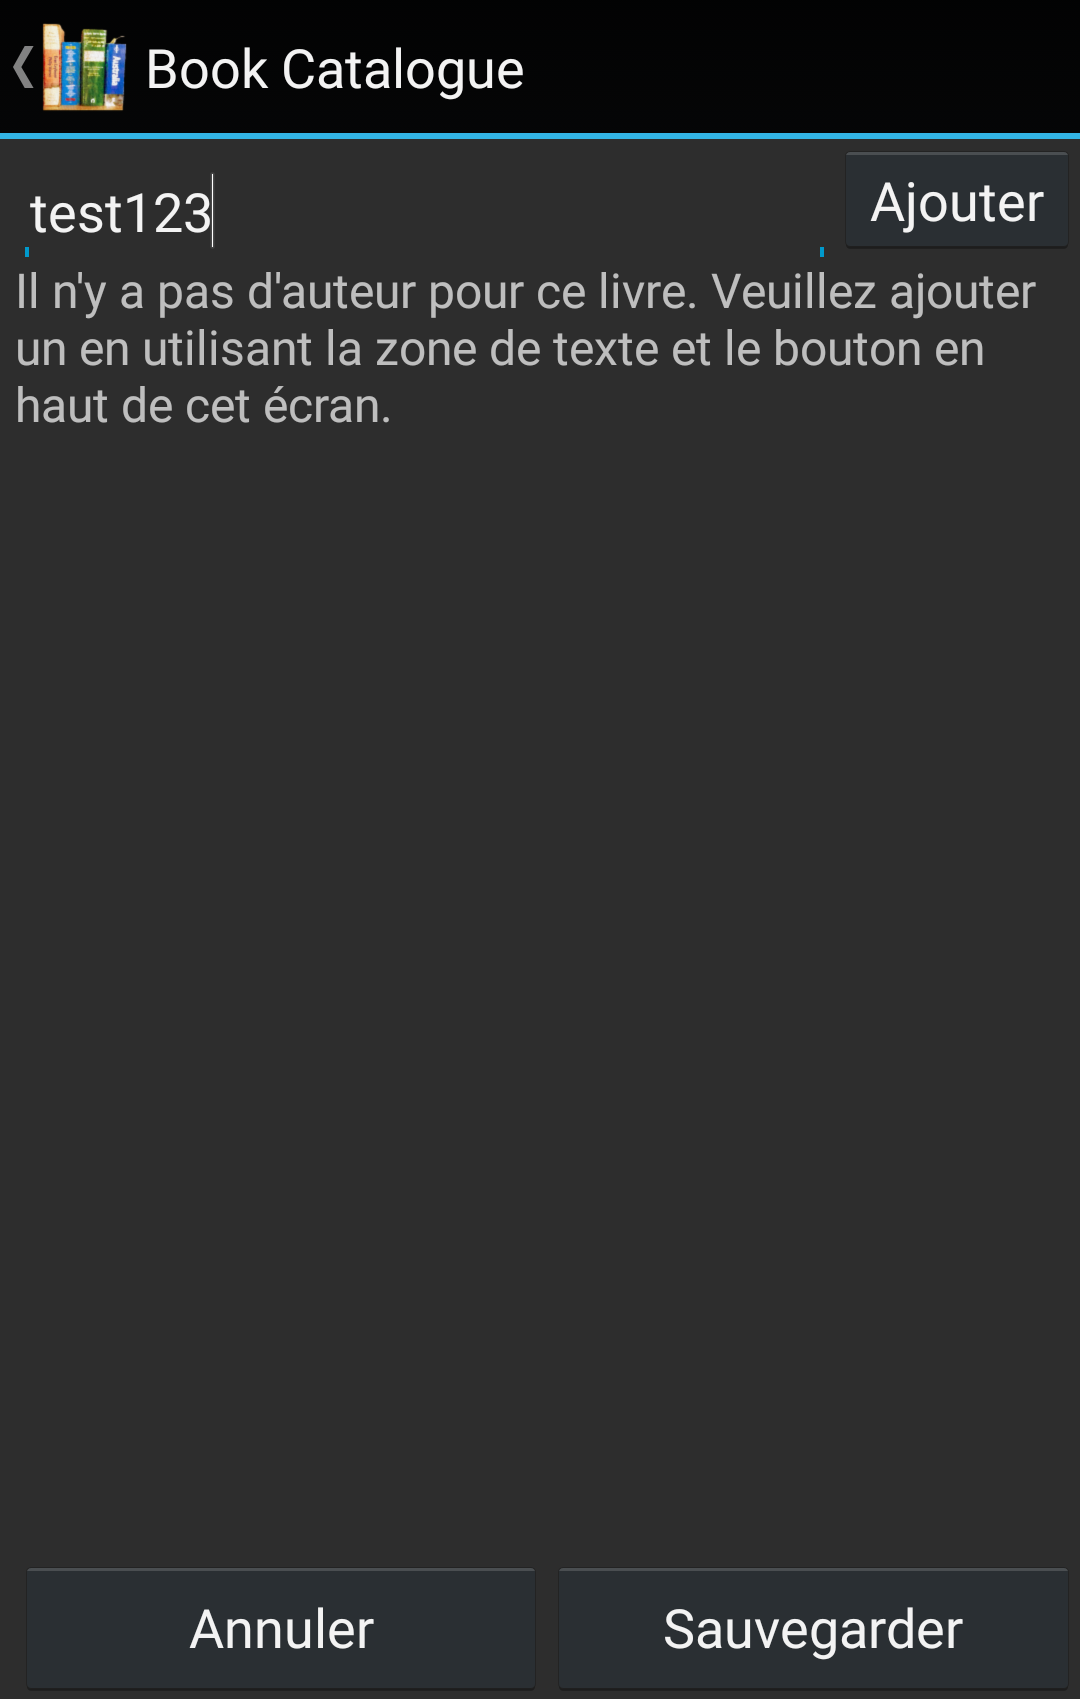 Book Catalogue
test123
Ajouter
Il n'y a pas d'auteur pour ce livre. Veuillez ajouter
un en utilisant la zone de texte et le bouton en
haut de cet écran.
Annuler
Sauvegarder